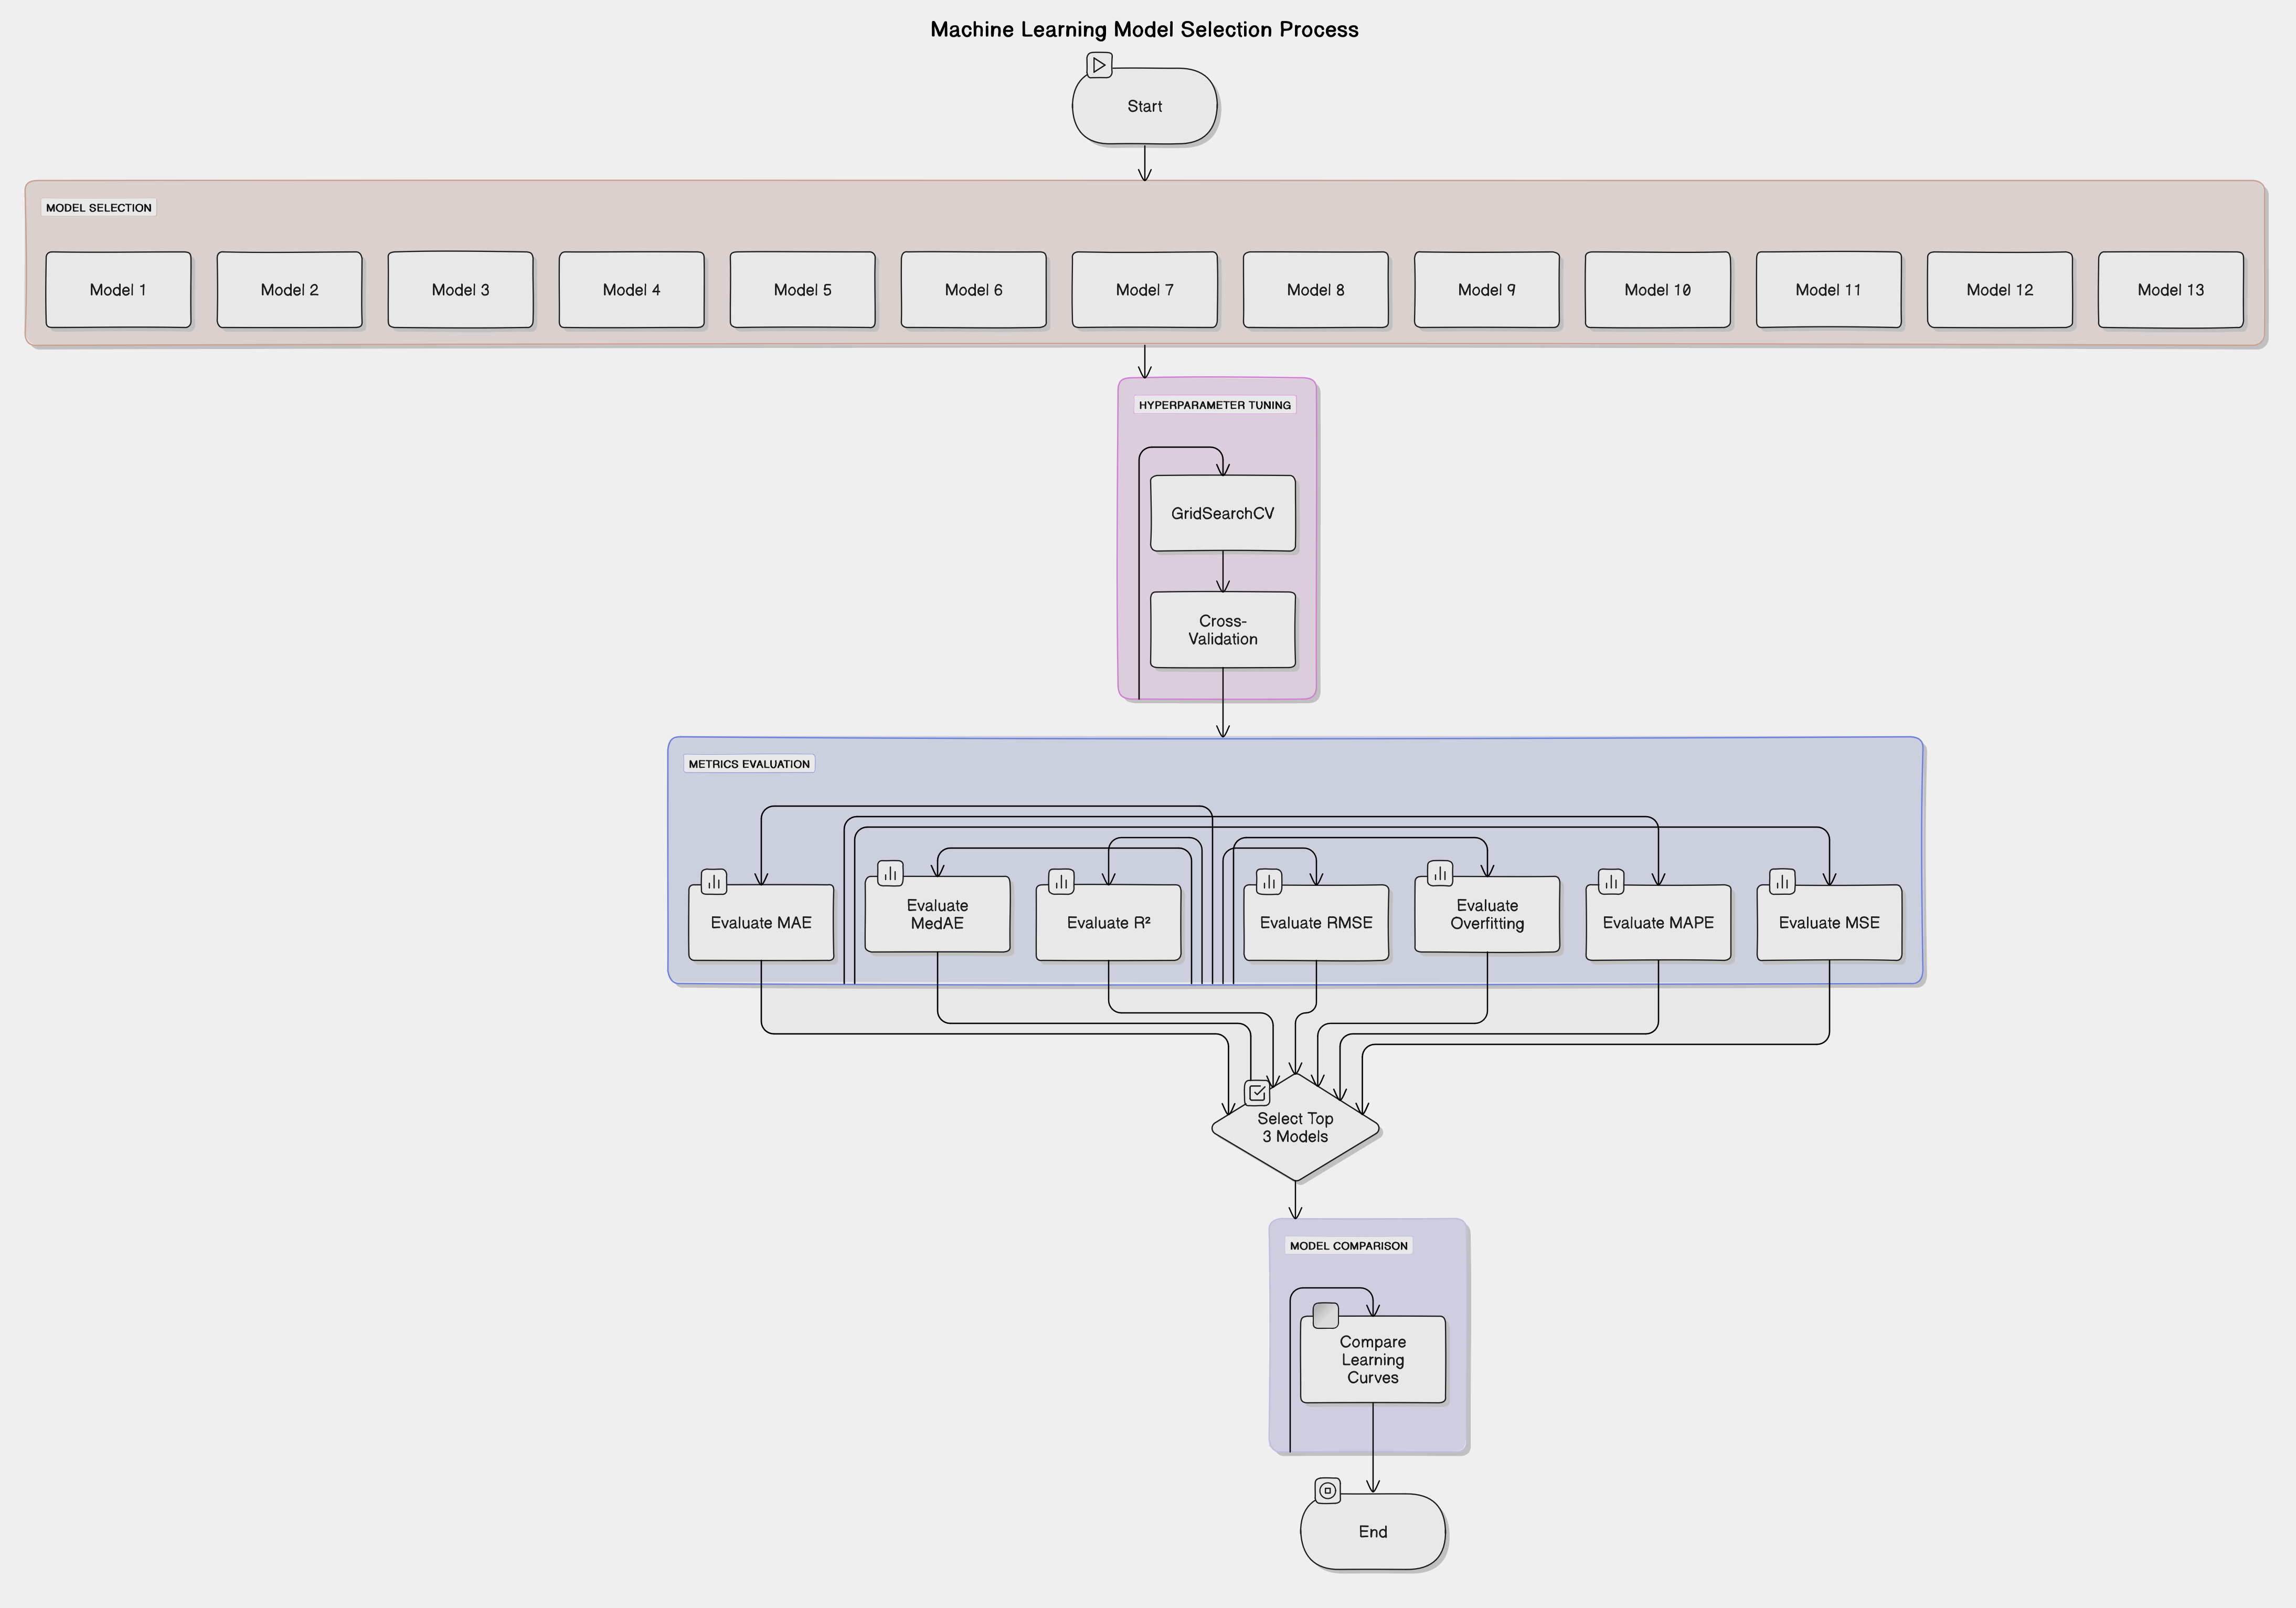 Machine Learning Model Selection Process
Start
MODEL SELECTION
Model 1
Model 2
Model 3
Model 4
Model 5
Model 6
Model 7
Model 8
Model 9
Model 10
Model 11
Model 12
Model 13
HYPERPARAMETER TUNING
GridSearchCV
Cross-
Validation
METRICS EVALUATION
Evaluate MAE
Evaluate
MedAE
Evaluate R²
Evaluate RMSE
Evaluate
Overfitting
Evaluate MAPE
Evaluate MSE
Select Top
3 Models
MODEL COMPARISON
Compare
Learning
Curves
End